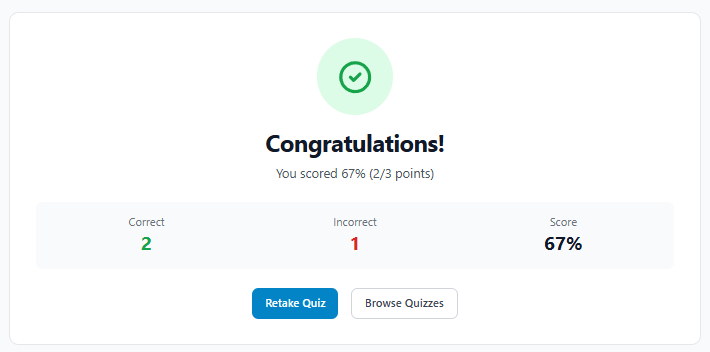 Congratulations!
You scored 67% (2/3 points)
Correct Incorrect Score
2 1 67%
Retake Quiz Browse Quizzes